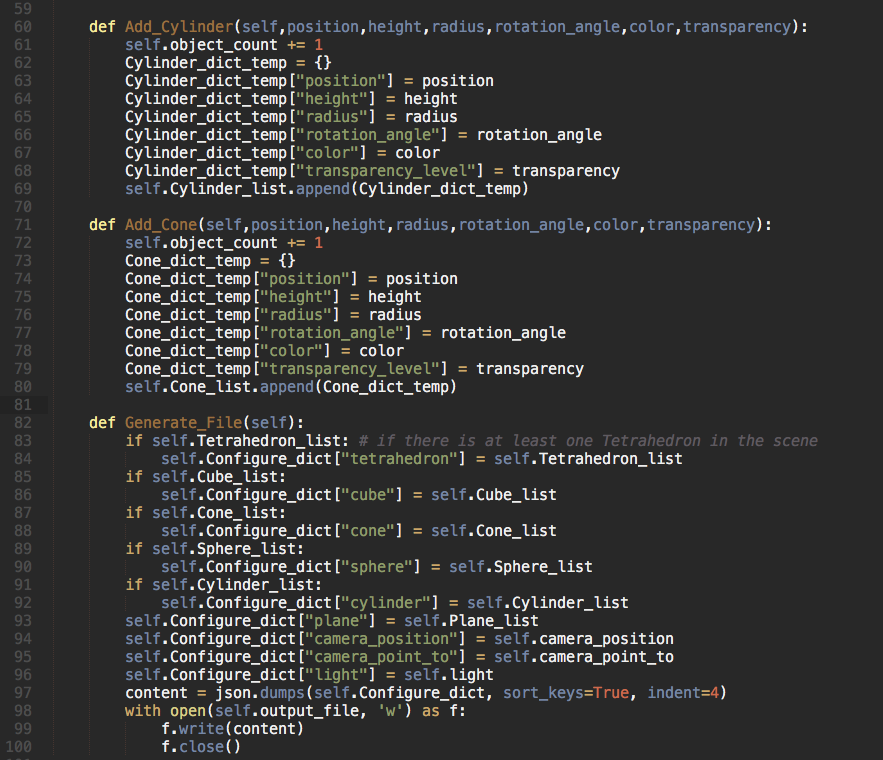 59
60 def Add_Cylinder(self,position,height,radius,rotation_angle,color,transparency):
61 self.object_count += 1
62 Cylinder_dict_temp = {}
63 Cylinder_dict_temp["position"] = position
64 Cylinder_dict_temp["height"] = height
65 Cylinder_dict_temp["radius"] = radius
66 Cylinder_dict_temp["rotation_angle"] = rotation_angle
67 Cylinder_dict_temp["color"] = color
68 Cylinder_dict_temp["transparency_level"] = transparency
69 self.Cylinder_list.append(Cylinder_dict_temp)
70
71 def Add_Cone(self,position,height,radius,rotation_angle,color,transparency):
72 self.object_count += 1
73 Cone_dict_temp = {}
74 Cone_dict_temp["position"] = position
75 Cone_dict_temp["height"] = height
76 Cone_dict_temp["radius"] = radius
77 Cone_dict_temp["rotation_angle"] = rotation_angle
78 Cone_dict_temp["color"] = color
79 Cone_dict_temp["transparency_level"] = transparency
80 self.Cone_list.append(Cone_dict_temp)
81
82 def Generate_File(self):
83 if self.Tetrahedron_list: # if there is at least one Tetrahedron in the scene
84 self.Configure_dict["tetrahedron"] = self.Tetrahedron_list
85 if self.Cube_list:
86 self.Configure_dict["cube"] = self.Cube_list
87 if self.Cone_list:
88 self.Configure_dict["cone"] = self.Cone_list
89 if self.Sphere_list:
90 self.Configure_dict["sphere"] = self.Sphere_list
91 if self.Cylinder_list:
92 self.Configure_dict["cylinder"] = self.Cylinder_list
93 self.Configure_dict["plane"] = self.Plane_list
94 self.Configure_dict["camera_position"] = self.camera_position
95 self.Configure_dict["camera_point_to"] = self.camera_point_to
96 self.Configure_dict["light"] = self.light
97 content = json.dumps(self.Configure_dict, sort_keys=True, indent=4)
98 with open(self.output_file, 'w') as f:
99 f.write(content)
100 f.close()